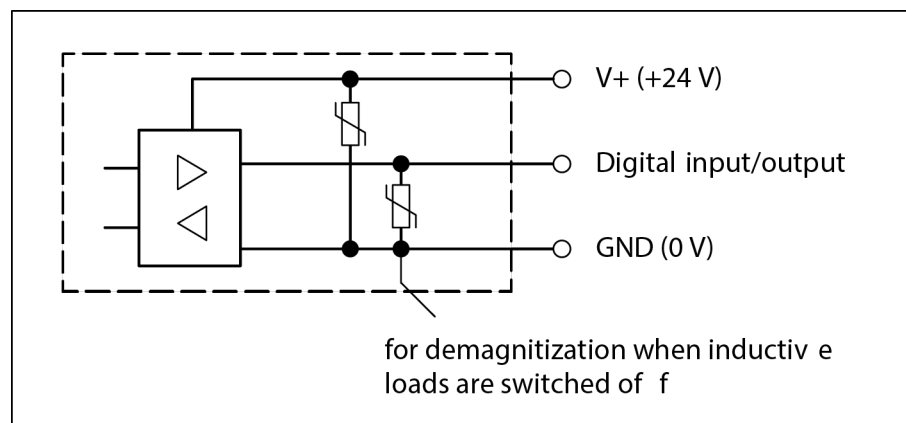 V+ (+24 V)
Digital input/output
GND (0 V)
for demagnitization when inductiv e
loads are switched of f